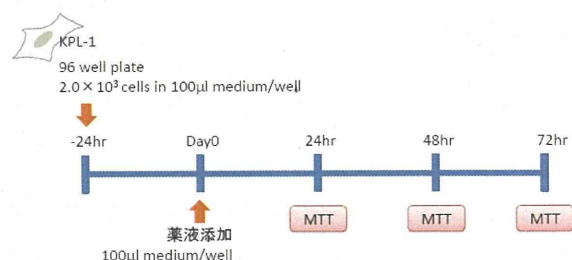 KPL-1
96 well plate
2.0×10³ cells in 100μl medium/well
-24hr
Day0
24hr
48hr
72hr
MTT
MTT
MTT
薬液添加
100μl medium/well